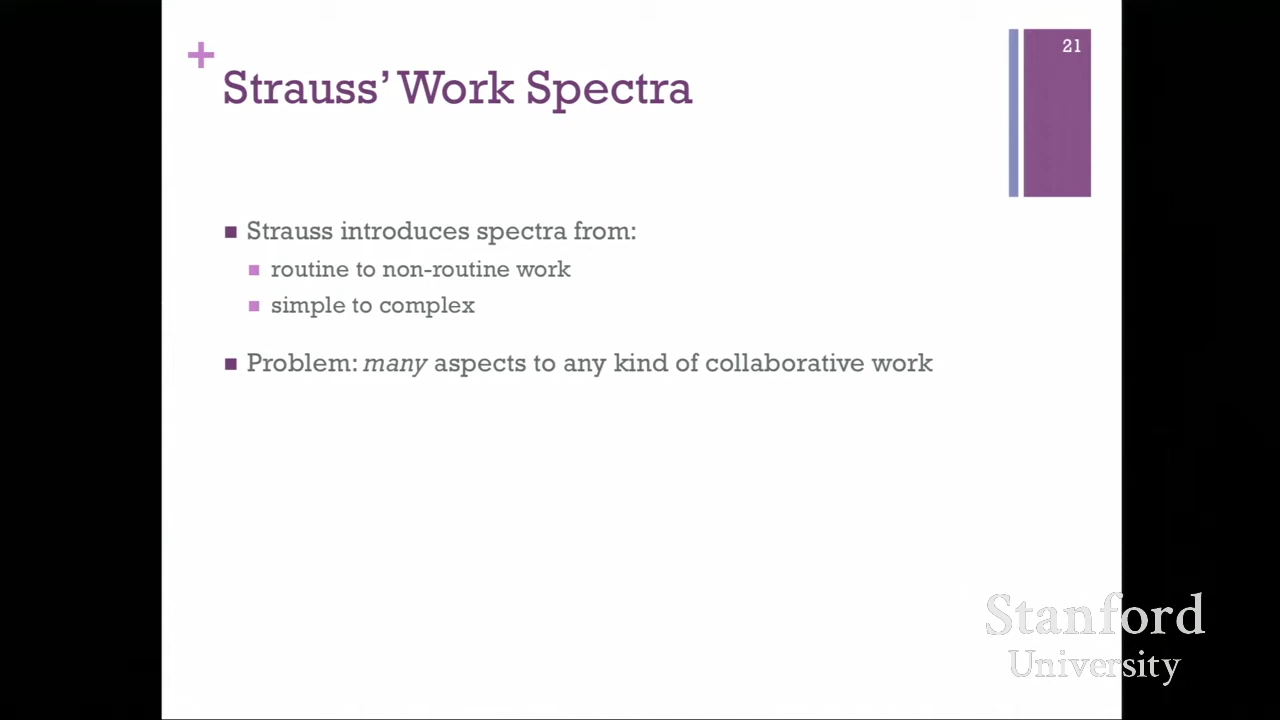 21
+
Strauss’ Work Spectra
Strauss introduces spectra from:
routine to non-routine work
simple to complex
Problem: many aspects to any kind of collaborative work
Stanford
University